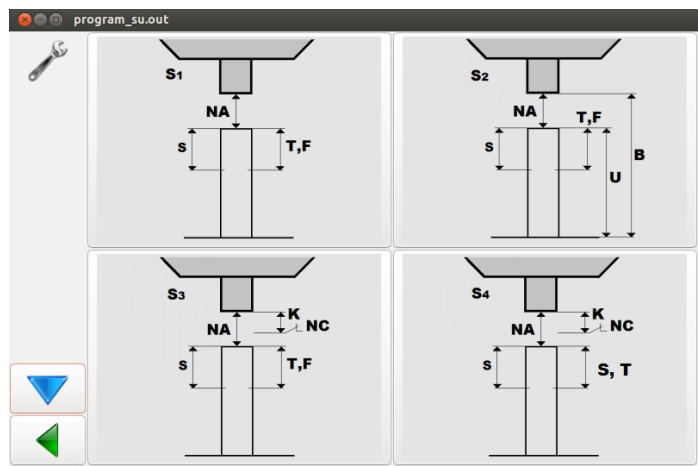 program_su.out
S1
NA
S
T,F
S2
NA
T,F
S
B
U
S3
K
NC
NA
S
T,F
S4
K
NC
NA
S
S, T